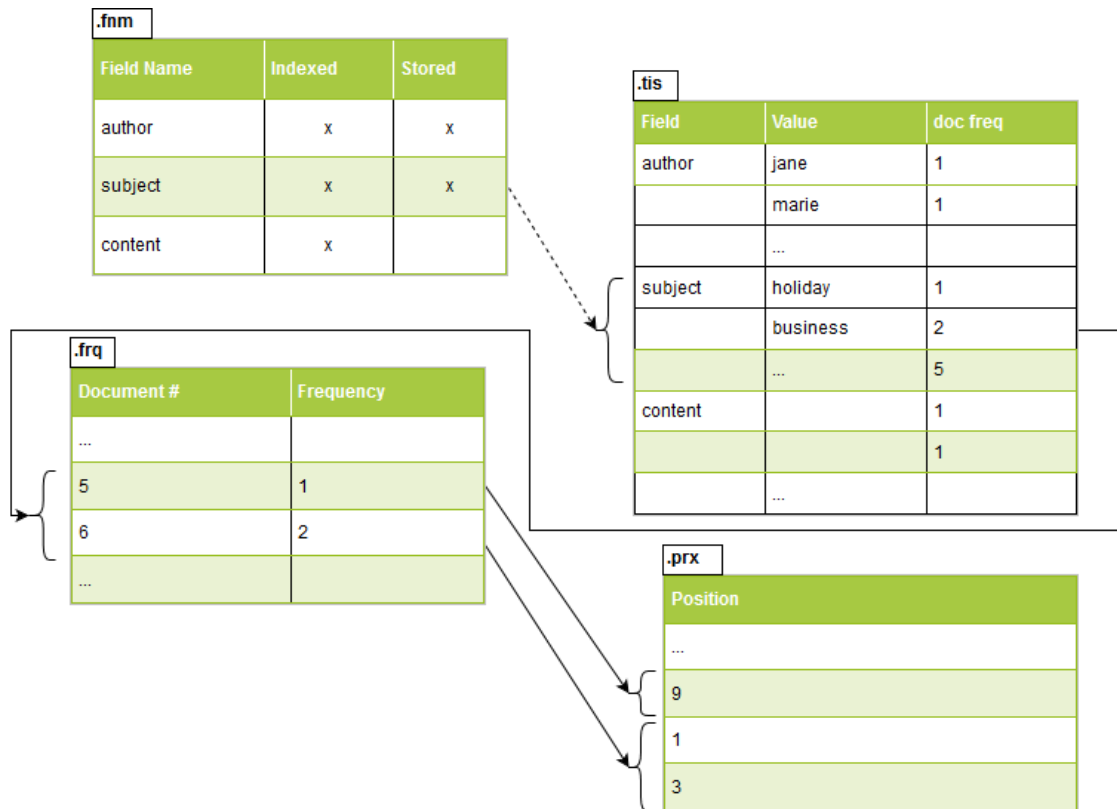 .fnm
Field Name Indexed Stored
author x x
subject x x
content x
.tis
Field Value doc freq
author jane 1
marie 1
...
subject holiday 1
business 2
... 5
content 1
1
...
.frq
Document # Frequency
...
5 1
6 2
...
.prx
Position
...
9
1
3